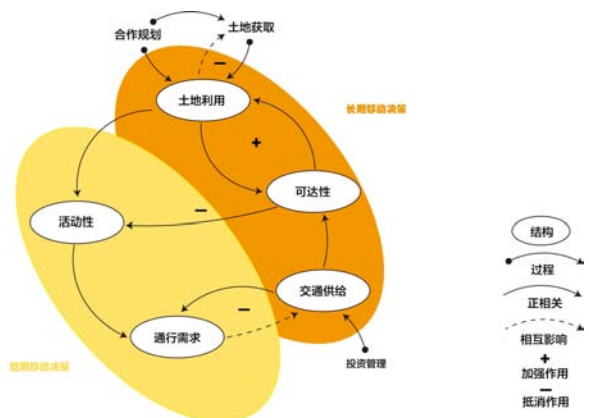 合作规划
土地获取
土地利用
长期移动决策
可达性
活动性
交通供给
通行需求
投资管理
短期移动决策
结构
过程
正相关
相互影响
+
加强作用
−
抵消作用